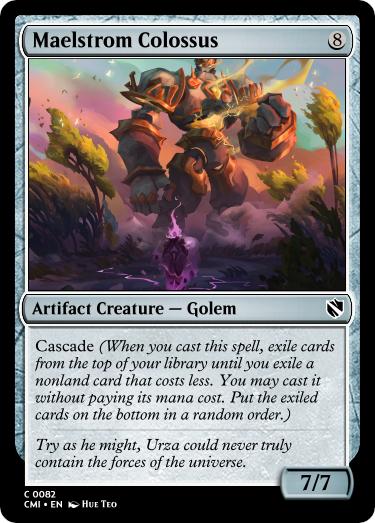 Maelstrom Colossus 8
Artifact Creature — Golem
Cascade (When you cast this spell, exile cards
from the top of your library until you exile a
nonland card that costs less. You may cast it
without paying its mana cost. Put the
exiled cards on the bottom in a random order.)
Try as he might, Urza could never truly
contain the forces of the universe.
7/7
C 0082
CMI • EN Hue Teo